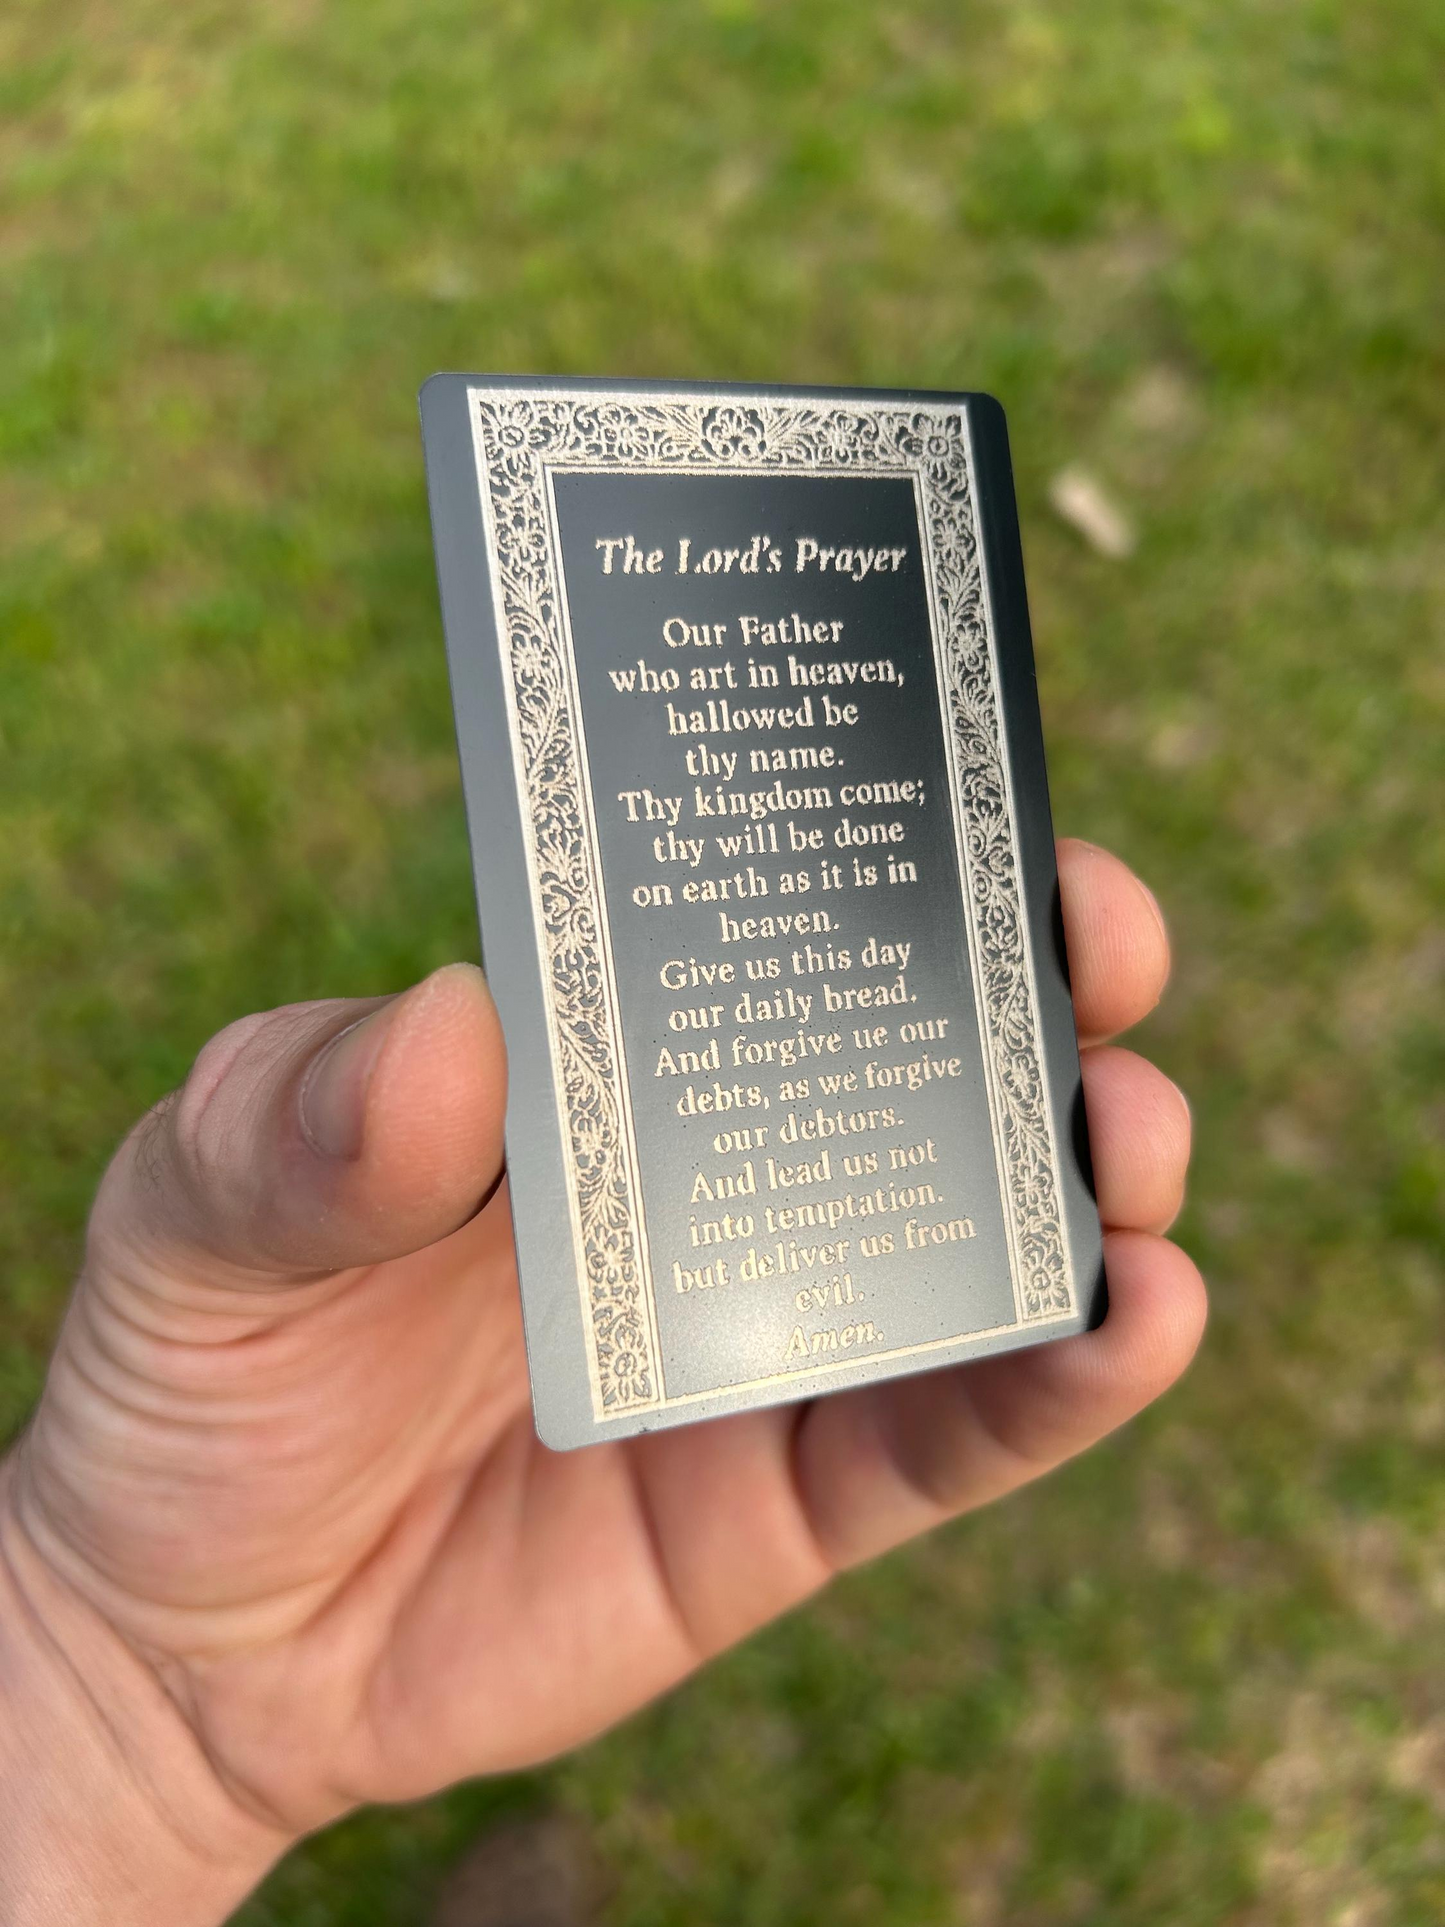 The Lord's Prayer
Our Father
who art in heaven,
hallowed be
thy name.
Thy kingdom come;
thy will be done
on earth as it is in
heaven.
Give us this day
our daily bread.
And forgive ue our
debts, as we forgive
our debtors.
And lead us not
into temptation.
but deliver us from
evil.
Amen.